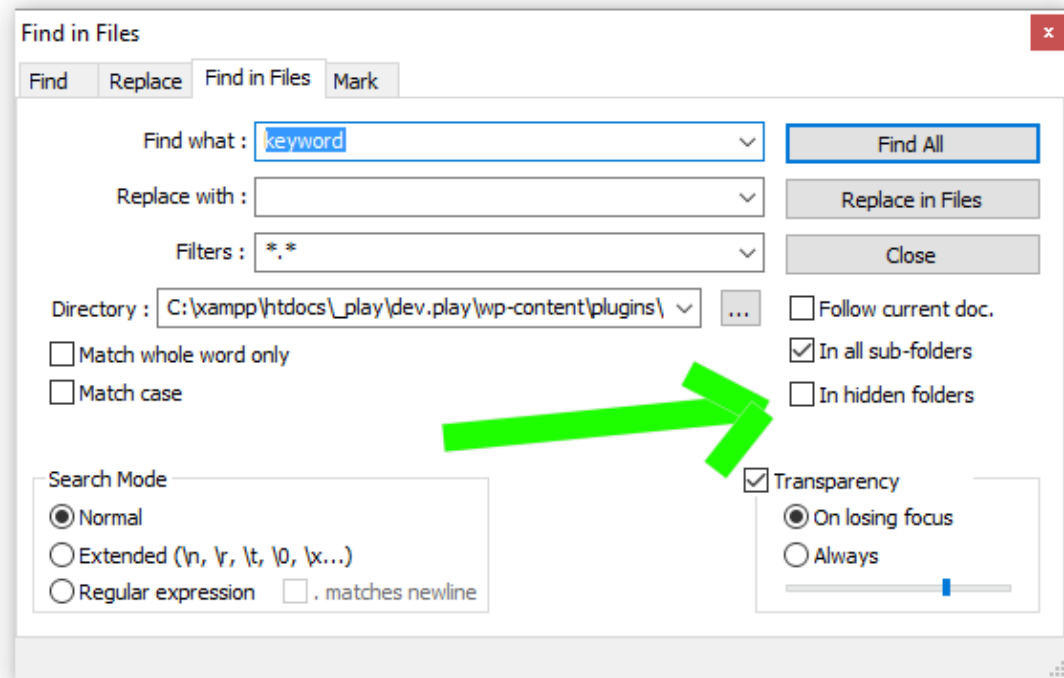 Find in Files
x
Find Replace Find in Files Mark
Find what : keyword Find All
Replace with : Replace in Files
Filters : *.* Close
Directory : C:\xampp\htdocs\_play\dev.play\wp-content\plugins\ ... Follow current doc.
Match whole word only In all sub-folders
Match case In hidden folders
Search Mode Transparency
Normal On losing focus
Extended (\n, \r, \t, \0, \x...) Always
Regular expression . matches newline